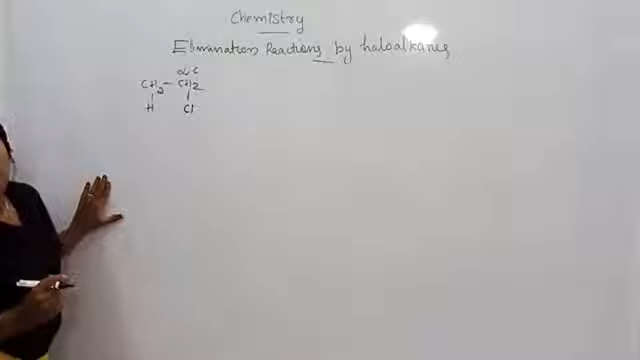 Chemistry
Elimination Reactions by haloalkanes
α-C
CH2 - CH2
H Cl